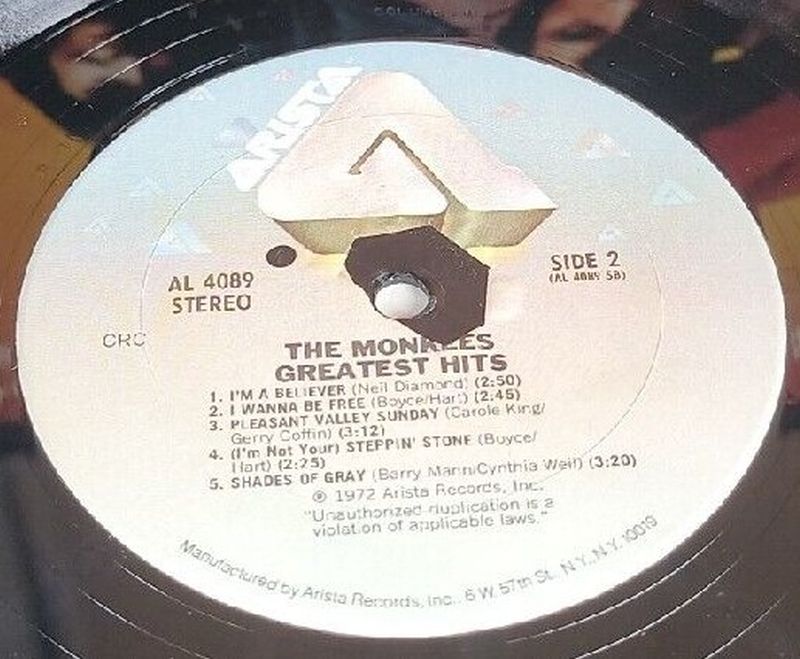 ARISTA
AL 4089
STEREO
SIDE 2
(AL 4089 SB)
CRC
THE MONKEES
GREATEST HITS
1. I'M A BELIEVER (Neil Diamond) (2:50)
2. I WANNA BE FREE (Boyce/Hart) (2:45)
3. PLEASANT VALLEY SUNDAY (Carole King/
Gerry Coffin) (3:12)
4. (I'm Not Your) STEPPIN' STONE (Boyce/
Hart) (2:25)
5. SHADES OF GRAY (Barry Mann/Cynthia Weil) (3:20)
℗ 1972 Arista Records, Inc.
"Unauthorized duplication is a
violation of applicable laws."
Manufactured by Arista Records, Inc., 6 W. 57th St., N.Y., N.Y. 10019